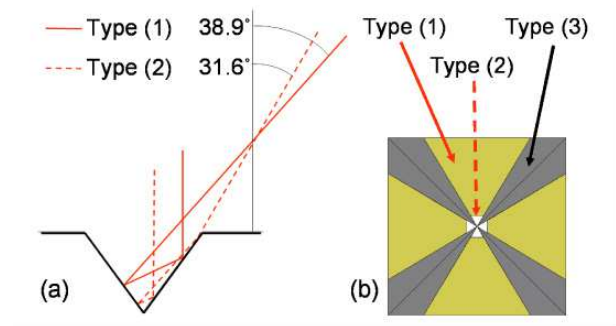 Type (1) 38.9°
Type (2) 31.6°
(a)
Type (1)
Type (3)
Type (2)
(b)